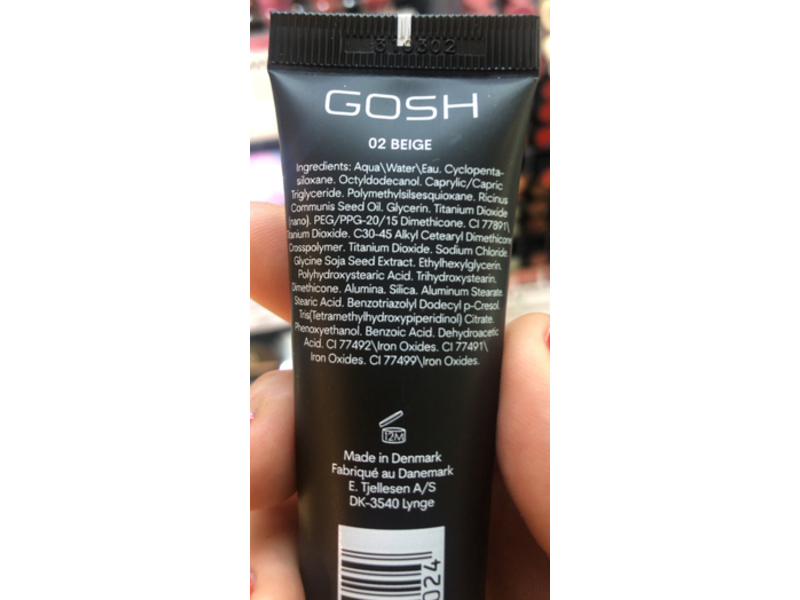 GOSH
02 BEIGE
Ingredients: Aqua\Water\Eau. Cyclopenta-
siloxane. Octyldodecanol. Caprylic/Capric
Triglyceride. Polymethylsilsesquioxane. Ricinus
Communis Seed Oil. Glycerin. Titanium Dioxide
(nano). PEG/PPG-20/15 Dimethicone. CI 77891\
Titanium Dioxide. C30-45 Alkyl Cetearyl Dimethicone
Crosspolymer. Titanium Dioxide. Sodium Chloride.
Glycine Soja Seed Extract. Ethylhexylglycerin.
Polyhydroxystearic Acid. Trihydroxystearin.
Dimethicone. Alumina. Silica. Aluminum Stearate.
Stearic Acid. Benzotriazolyl Dodecyl p-Cresol.
Tris(Tetramethylhydroxypiperidinol) Citrate.
Phenoxyethanol. Benzoic Acid. Dehydroacetic
Acid. CI 77492\Iron Oxides. CI 77491\
Iron Oxides. CI 77499\Iron Oxides.
12M
Made in Denmark
Fabriqué au Danemark
E. Tjellesen A/S
DK-3540 Lynge
024